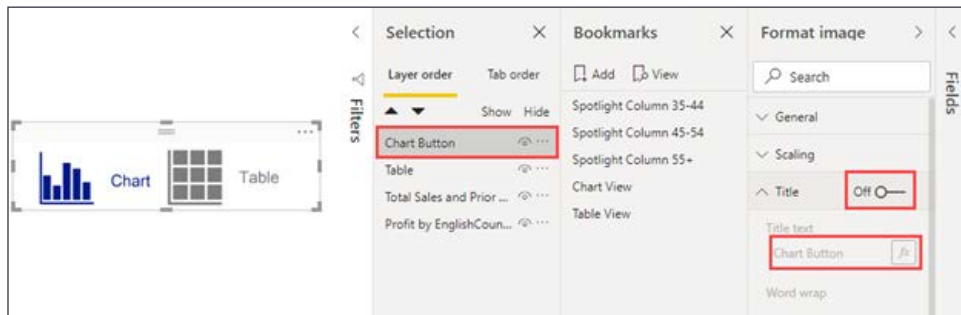 Chart
Table
Filters
Selection
Layer order Tab order
Show Hide
Chart Button
Table
Total Sales and Prior ...
Profit by EnglishCoun...
Bookmarks
Add View
Spotlight Column 35-44
Spotlight Column 45-54
Spotlight Column 55+
Chart View
Table View
Format image
Search
General
Scaling
Title Off
Title text
Chart Button fx
Word wrap
Fields